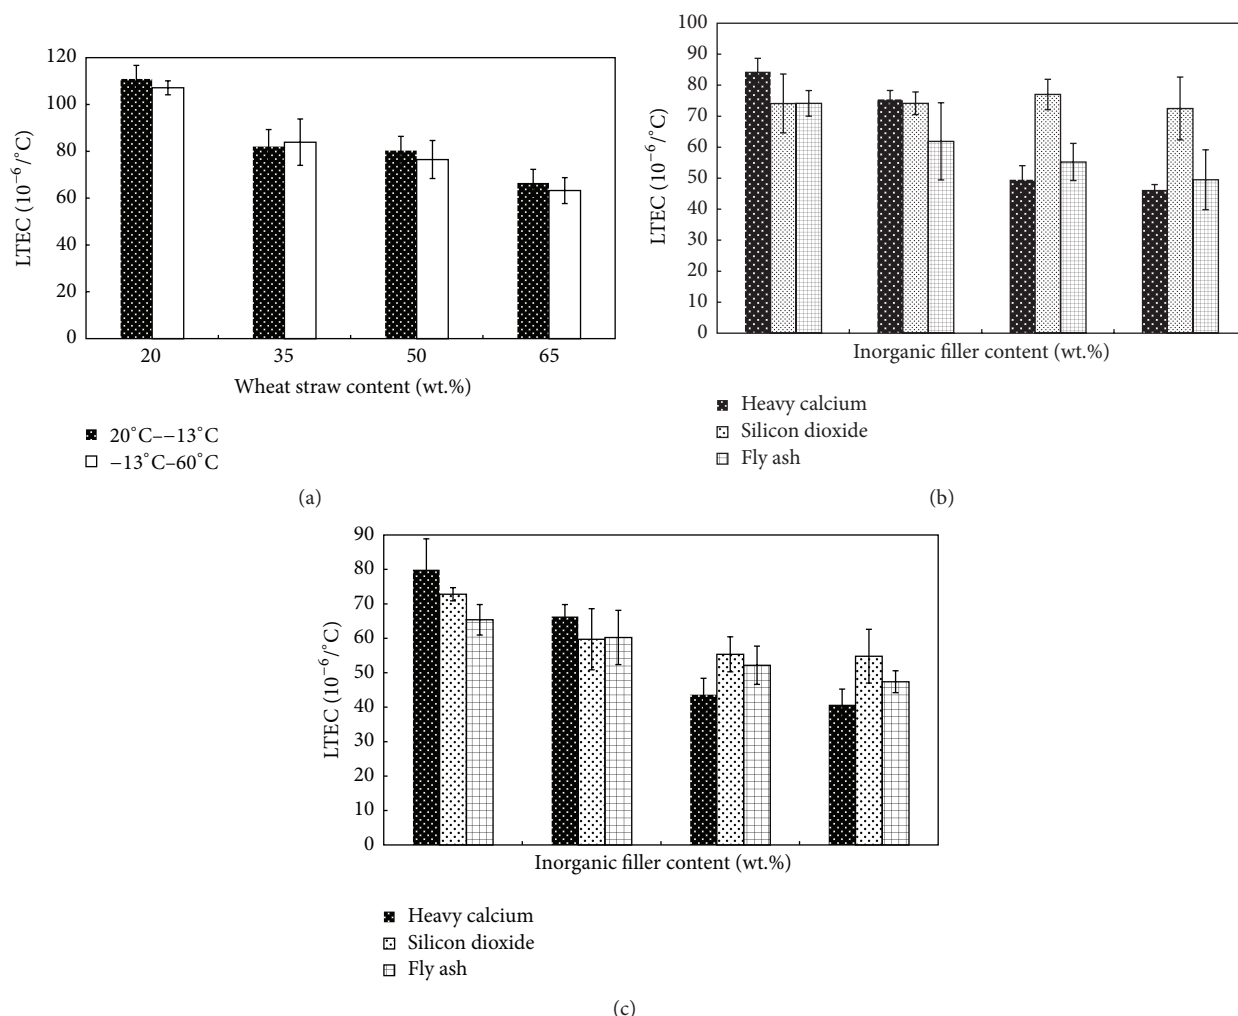 120
100
80
60
40
20
0
LTEC (10⁻⁶/°C)
20 35 50 65
Wheat straw content (wt.%)
20°C–−13°C
−13°C–60°C
(a)
100
90
80
70
60
50
40
30
20
10
0
LTEC (10⁻⁶/°C)
Inorganic filler content (wt.%)
Heavy calcium
Silicon dioxide
Fly ash
(b)
90
80
70
60
50
40
30
20
10
0
LTEC (10⁻⁶/°C)
Inorganic filler content (wt.%)
Heavy calcium
Silicon dioxide
Fly ash
(c)